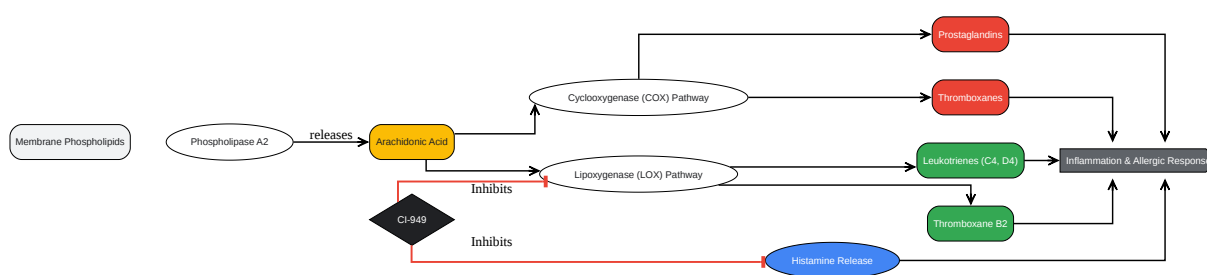 Prostaglandins
Cyclooxygenase (COX) Pathway
Thromboxanes
Membrane Phospholipids
Phospholipase A2
releases
Arachidonic Acid
Leukotrienes (C4, D4)
Inflammation & Allergic Response
Lipoxygenase (LOX) Pathway
Inhibits
CI-949
Thromboxane B2
Inhibits
Histamine Release